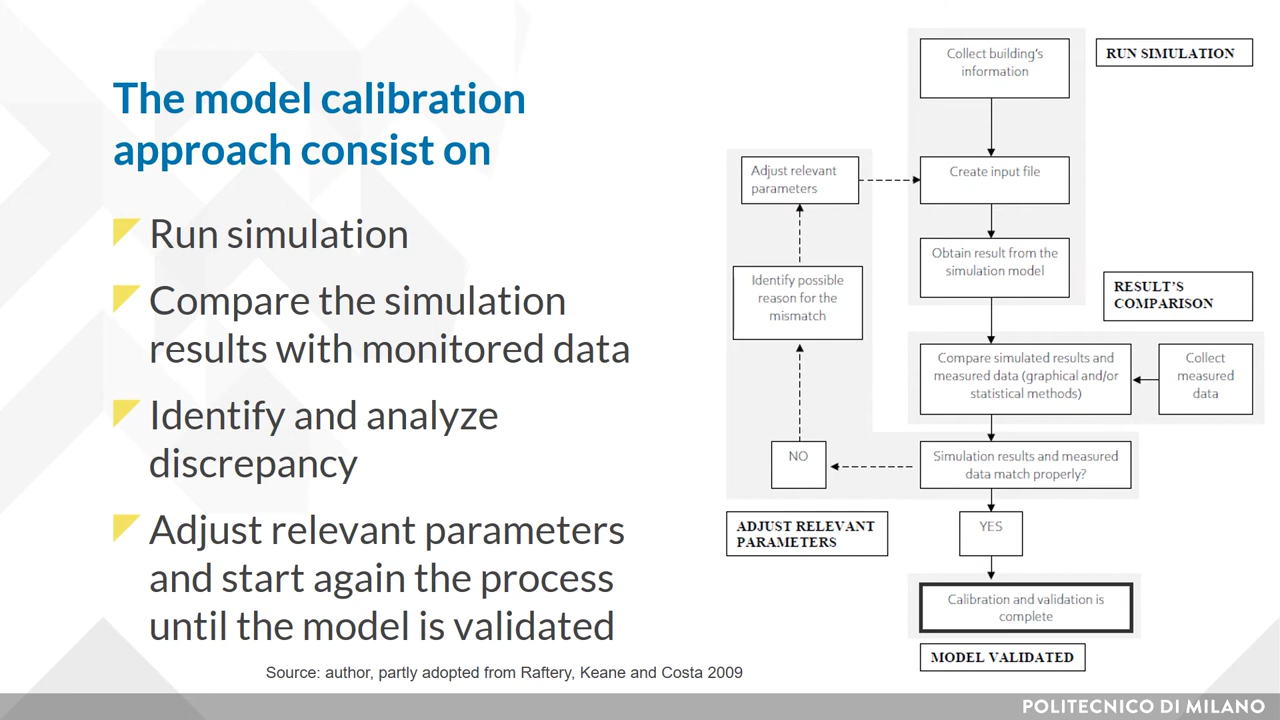 The model calibration
approach consist on
Run simulation
Compare the simulation
results with monitored data
Identify and analyze
discrepancy
Adjust relevant parameters
and start again the process
until the model is validated
Collect building's
information
RUN SIMULATION
Adjust relevant
parameters
Create input file
Identify possible
reason for the
mismatch
Obtain result from the
simulation model
RESULT'S
COMPARISON
Compare simulated results and
measured data (graphical and/or
statistical methods)
Collect
measured
data
NO
Simulation results and measured
data match properly?
ADJUST RELEVANT
PARAMETERS
YES
Calibration and validation is
complete
MODEL VALIDATED
Source: author, partly adopted from Raftery, Keane and Costa 2009
POLITECNICO DI MILANO